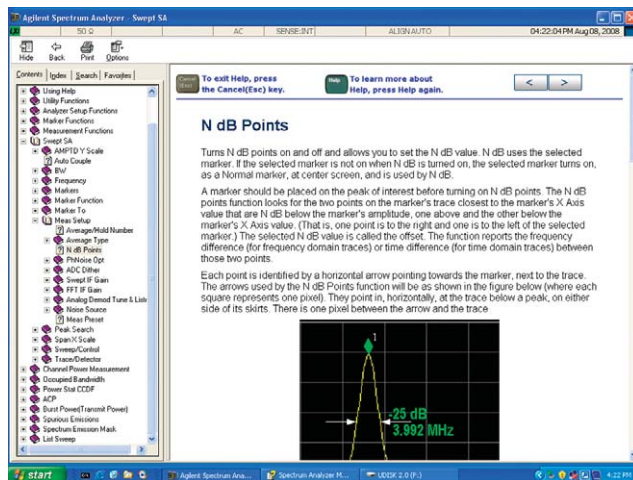 Agilent Spectrum Analyzer - Swept SA
50 Ω AC SENSE:INT ALIGN AUTO 04:22:04 PM Aug 08, 2008
Hide Back Print Options
Contents Index Search Favorites
Using Help
Utility Functions
Analyzer Setup Functions
Marker Functions
Measurement Functions
Swept SA
AMPTD Y Scale
Auto Couple
BW
Frequency
Markers
Marker Function
Marker To
Meas Setup
Average/Hold Number
Average Type
N dB Points
PhNoise Opt
ADC Dither
Swept IF Gain
FFT IF Gain
Analog Demod Tune & Liste
Noise Source
Meas Preset
Peak Search
Span X Scale
Sweep/Control
Trace/Detector
Channel Power Measurement
Occupied Bandwidth
Power Stat CCDF
ACP
Burst Power(Transmit Power)
Spurious Emissions
Spectrum Emission Mask
List Sweep
Cancel
(Esc)
To exit Help, press
the Cancel(Esc) key.
Help
To learn more about
Help, press Help again.
< >
N dB Points
Turns N dB points on and off and allows you to set the N dB value. N dB uses the selected
marker. If the selected marker is not on when N dB is turned on, the selected marker turns on,
as a Normal marker, at center screen, and is used by N dB.
A marker should be placed on the peak of interest before turning on N dB points. The N dB
points function looks for the two points on the marker's trace closest to the marker's X Axis
value that are N dB below the marker's amplitude, one above and the other below the
marker's X Axis value. (That is, one point is to the right and one is to the left of the selected
marker.) The selected N dB value is called the offset. The function reports the frequency
difference (for frequency domain traces) or time difference (for time domain traces) between
those two points.
Each point is identified by a horizontal arrow pointing towards the marker, next to the trace.
The arrows used by the N dB Points function will be as shown in the figure below (where each
square represents one pixel). They point in, horizontally, at the trace below a peak, on either
side of its skirts. There is one pixel between the arrow and the trace
1
-25 dB
3.992 MHz
start Agilent Spectrum Ana... Spectrum Analyzer M... UDISK 2.0 (F:) 4:22 PM